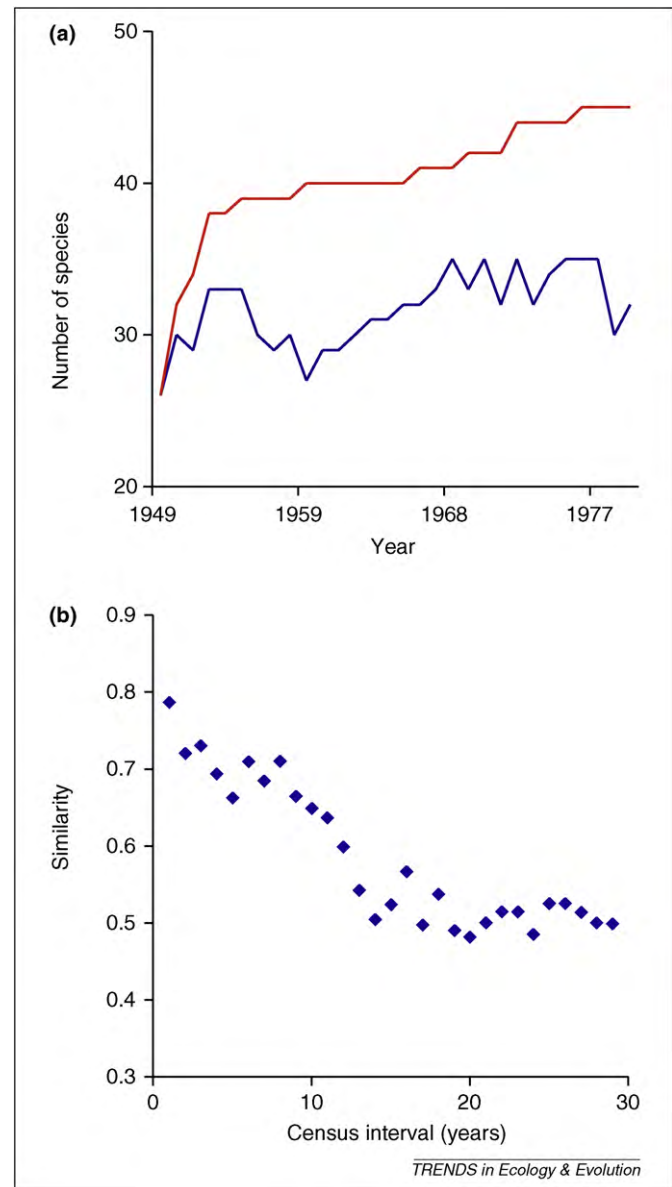 (a)
50
40
30
20
Number of species
1949 1959 1968 1977
Year
(b)
0.9
0.8
0.7
0.6
0.5
0.4
0.3
Similarity
0 10 20 30
Census interval (years)
TRENDS in Ecology & Evolution